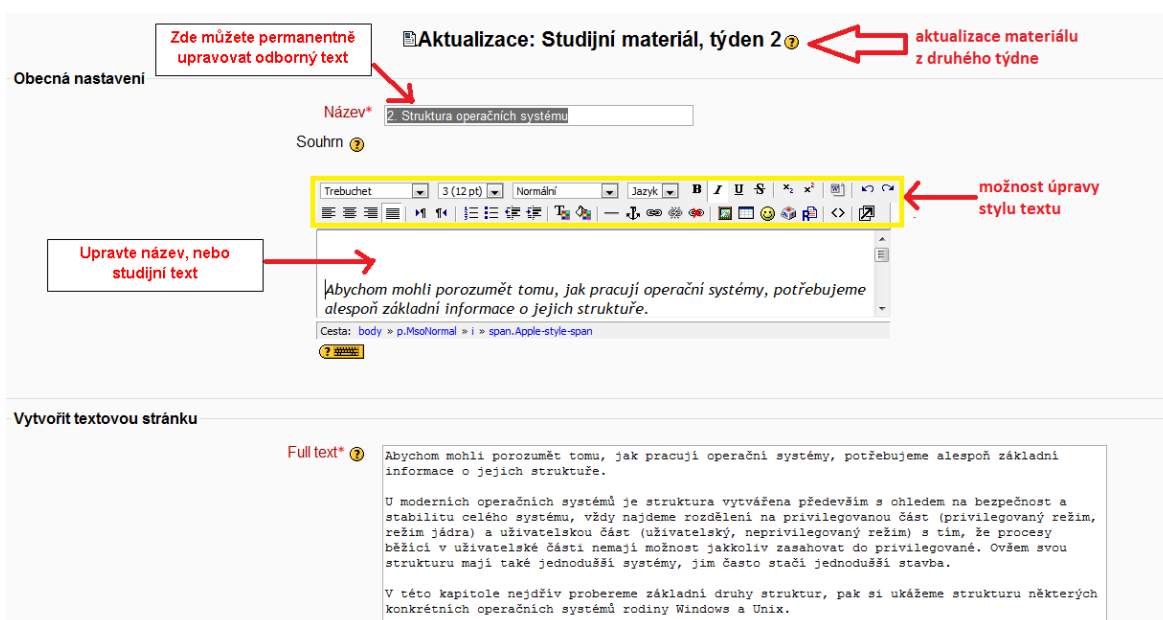 Zde můžete permanentně
upravovat odborný text
Aktualizace: Studijní materiál, týden 2
aktualizace materiálu
z druhého týdne
Obecná nastavení
Název* 2. Struktura operačních systému
Souhrn
Trebuchet 3 (12 pt) Normální Jazyk B I U S x₂ x²
možnost úpravy
stylu textu
Upravte název, nebo
studijní text
Abychom mohli porozumět tomu, jak pracují operační systémy, potřebujeme
alespoň základní informace o jejich struktuře.
Cesta: body » p.MsoNormal » i » span.Apple-style-span
Vytvořit textovou stránku
Full text*
Abychom mohli porozumět tomu, jak pracují operační systémy, potřebujeme alespoň základní
informace o jejich struktuře.
U moderních operačních systémů je struktura vytvářena především s ohledem na bezpečnost a
stabilitu celého systému, vždy najdeme rozdělení na privilegovanou část (privilegovaný režim,
režim jádra) a uživatelskou část (uživatelský, neprivilegovaný režim) s tím, že procesy
běžící v uživatelské části nemají možnost jakkoliv zasahovat do privilegované. Ovšem svou
strukturu mají také jednodušší systémy, jim často stačí jednodušší stavba.
V této kapitole nejdřív probereme základní druhy struktur, pak si ukážeme strukturu některých
konkrétních operačních systémů rodiny Windows a Unix.